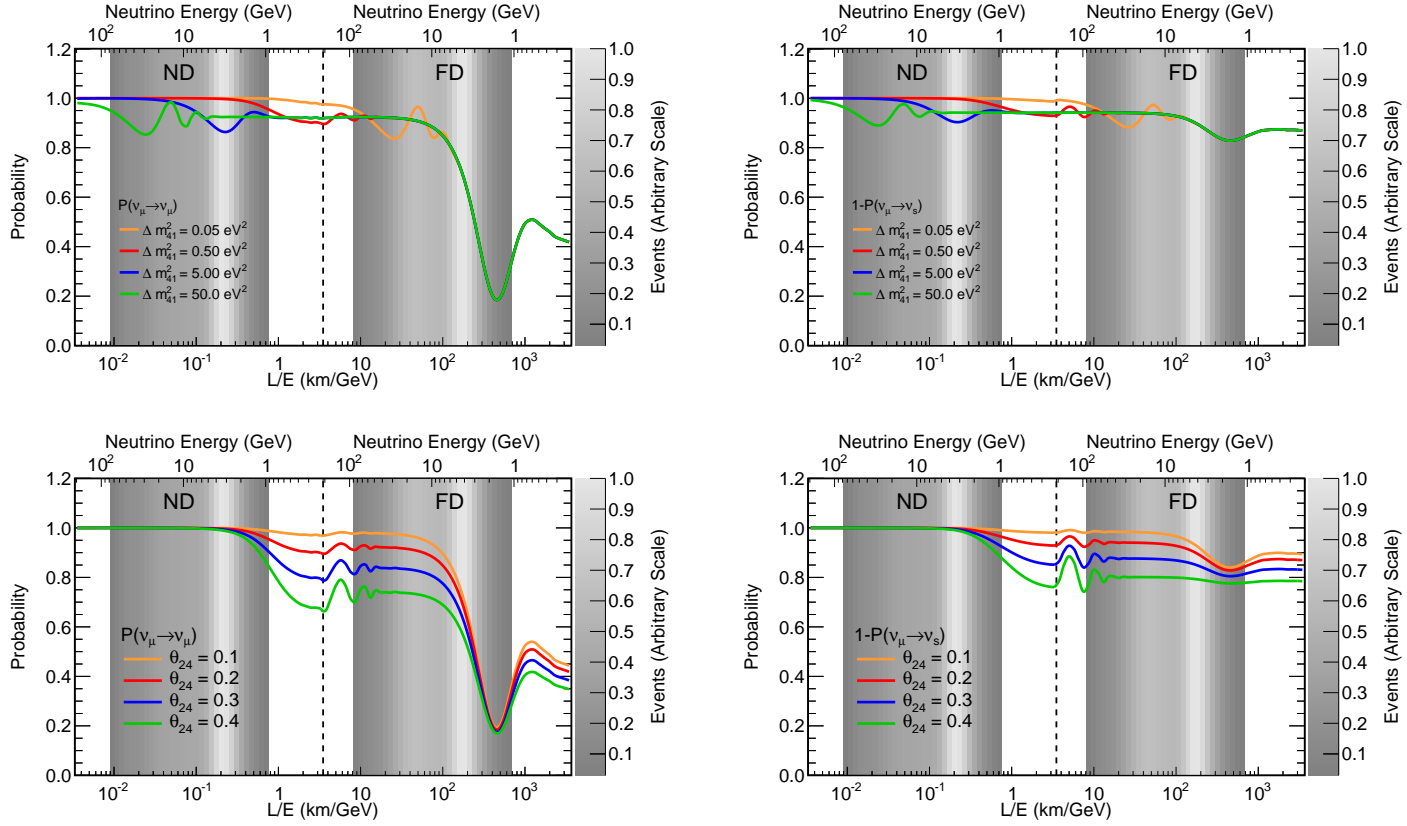 Neutrino Energy (GeV) Neutrino Energy (GeV)
10² 10 1 10² 10 1
1.2
1.0
0.8
0.6
0.4
0.2
0.0
Probability
ND FD
P(νμ→νμ)
Δ m²₄₁ = 0.05 eV²
Δ m²₄₁ = 0.50 eV²
Δ m²₄₁ = 5.00 eV²
Δ m²₄₁ = 50.0 eV²
10⁻² 10⁻¹ 1 10 10² 10³
L/E (km/GeV)
1.0
0.9
0.8
0.7
0.6
0.5
0.4
0.3
0.2
0.1
Events (Arbitrary Scale)
Neutrino Energy (GeV) Neutrino Energy (GeV)
10² 10 1 10² 10 1
1.2
1.0
0.8
0.6
0.4
0.2
0.0
Probability
ND FD
1-P(νμ→νs)
Δ m²₄₁ = 0.05 eV²
Δ m²₄₁ = 0.50 eV²
Δ m²₄₁ = 5.00 eV²
Δ m²₄₁ = 50.0 eV²
10⁻² 10⁻¹ 1 10 10² 10³
L/E (km/GeV)
1.0
0.9
0.8
0.7
0.6
0.5
0.4
0.3
0.2
0.1
Events (Arbitrary Scale)
Neutrino Energy (GeV) Neutrino Energy (GeV)
10² 10 1 10² 10 1
1.2
1.0
0.8
0.6
0.4
0.2
0.0
Probability
ND FD
P(νμ→νμ)
θ₂₄ = 0.1
θ₂₄ = 0.2
θ₂₄ = 0.3
θ₂₄ = 0.4
10⁻² 10⁻¹ 1 10 10² 10³
L/E (km/GeV)
1.0
0.9
0.8
0.7
0.6
0.5
0.4
0.3
0.2
0.1
Events (Arbitrary Scale)
Neutrino Energy (GeV) Neutrino Energy (GeV)
10² 10 1 10² 10 1
1.2
1.0
0.8
0.6
0.4
0.2
0.0
Probability
ND FD
1-P(νμ→νs)
θ₂₄ = 0.1
θ₂₄ = 0.2
θ₂₄ = 0.3
θ₂₄ = 0.4
10⁻² 10⁻¹ 1 10 10² 10³
L/E (km/GeV)
1.0
0.9
0.8
0.7
0.6
0.5
0.4
0.3
0.2
0.1
Events (Arbitrary Scale)